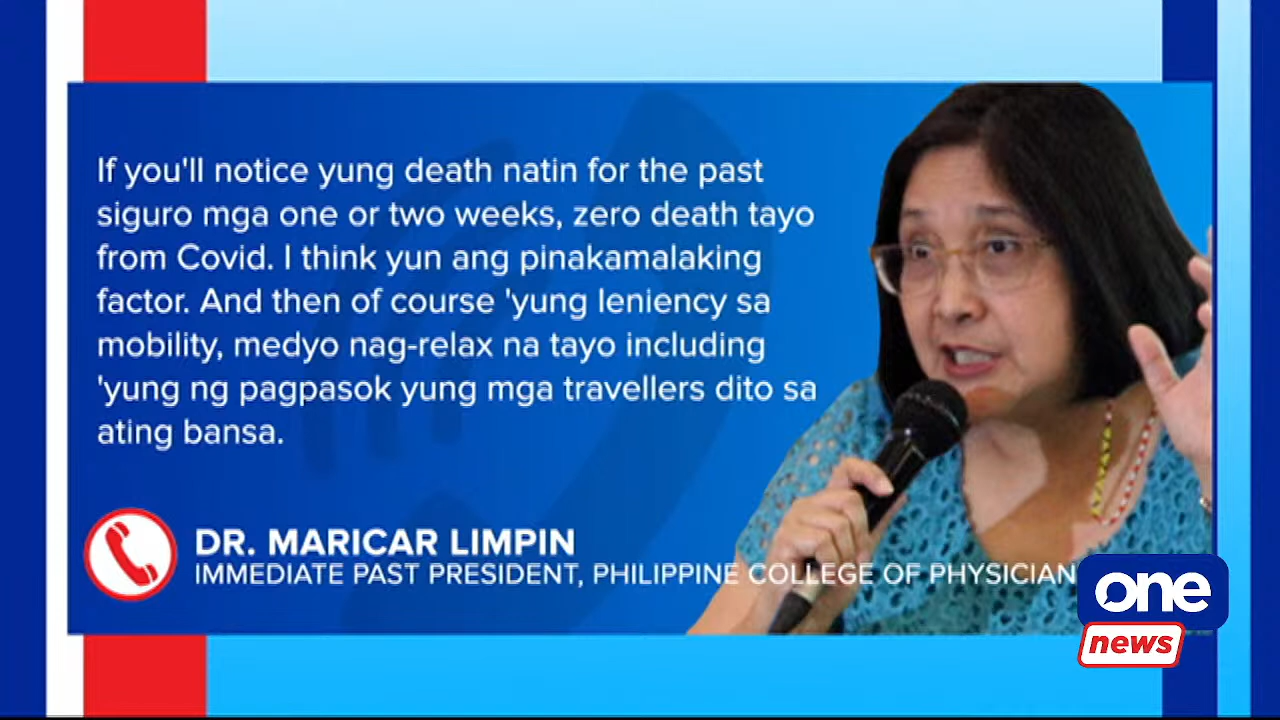 If you'll notice yung death natin for the past
siguro mga one or two weeks, zero death tayo
from Covid. I think yun ang pinakamalaking
factor. And then of course 'yung leniency sa
mobility, medyo nag-relax na tayo including
'yung ng pagpasok yung mga travellers dito sa
ating bansa.
DR. MARICAR LIMPIN
IMMEDIATE PAST PRESIDENT, PHILIPPINE COLLEGE OF PHYSICIAN
one
news